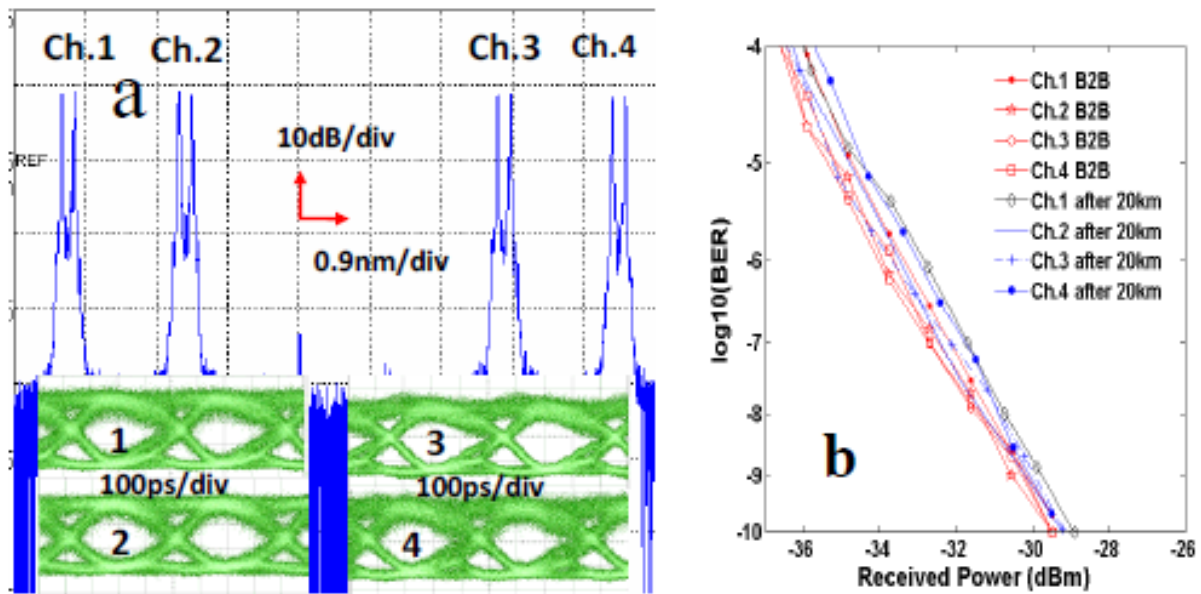 Ch.1 Ch.2 Ch.3 Ch.4
a
10dB/div
REF
0.9nm/div
1 3
100ps/div 100ps/div
2 4
-4
-5
-6
-7
-8
-9
-10
log10(BER)
Ch.1 B2B
Ch.2 B2B
Ch.3 B2B
Ch.4 B2B
Ch.1 after 20km
Ch.2 after 20km
Ch.3 after 20km
Ch.4 after 20km
b
-36 -34 -32 -30 -28 -26
Received Power (dBm)